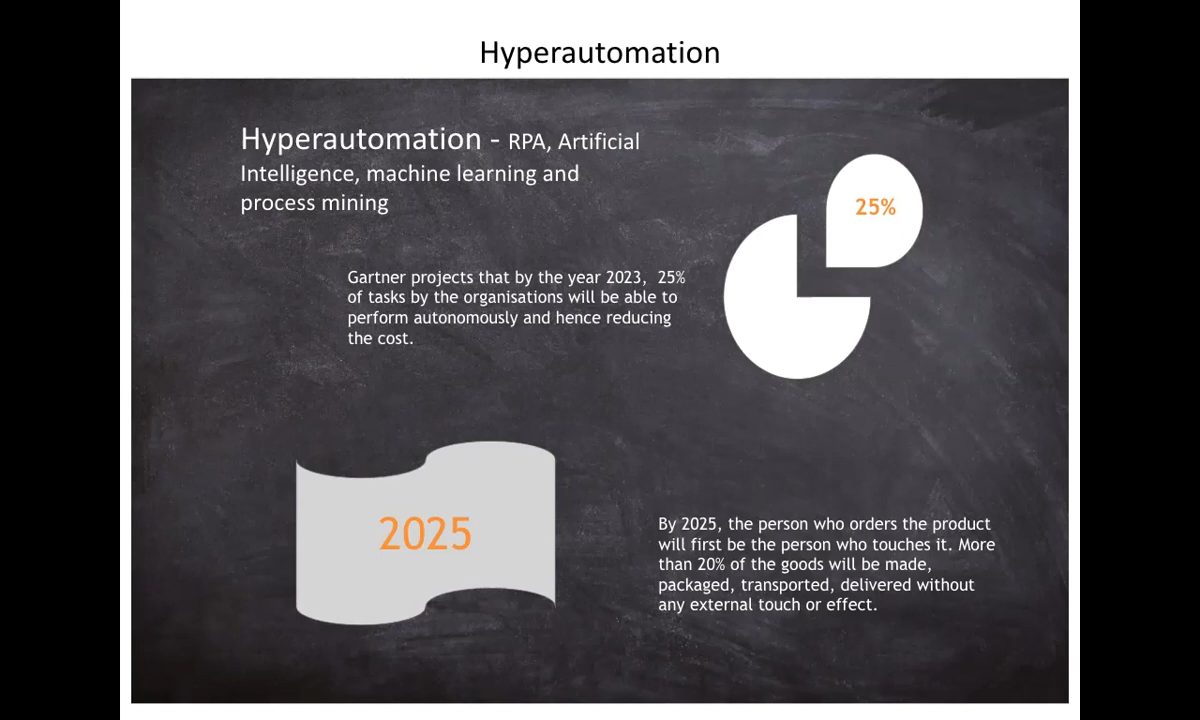 Hyperautomation
Hyperautomation - RPA, Artificial
Intelligence, machine learning and
process mining
25%
Gartner projects that by the year 2023, 25%
of tasks by the organisations will be able to
perform autonomously and hence reducing
the cost.
2025
By 2025, the person who orders the product
will first be the person who touches it. More
than 20% of the goods will be made,
packaged, transported, delivered without
any external touch or effect.